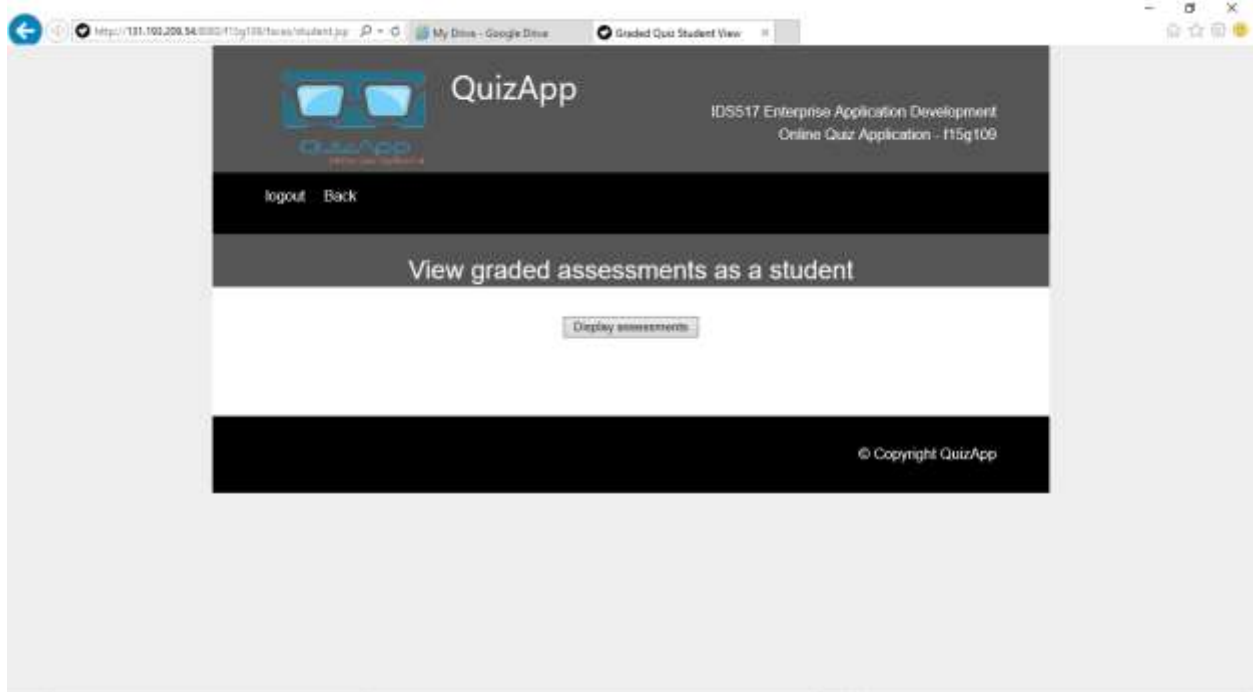 My Drive - Google Drive
Graded Quiz Student View
QuizApp
IDS517 Enterprise Application Development
Online Quiz Application - f15g109
QuizApp
logout Back
View graded assessments as a student
Display assessments
© Copyright QuizApp